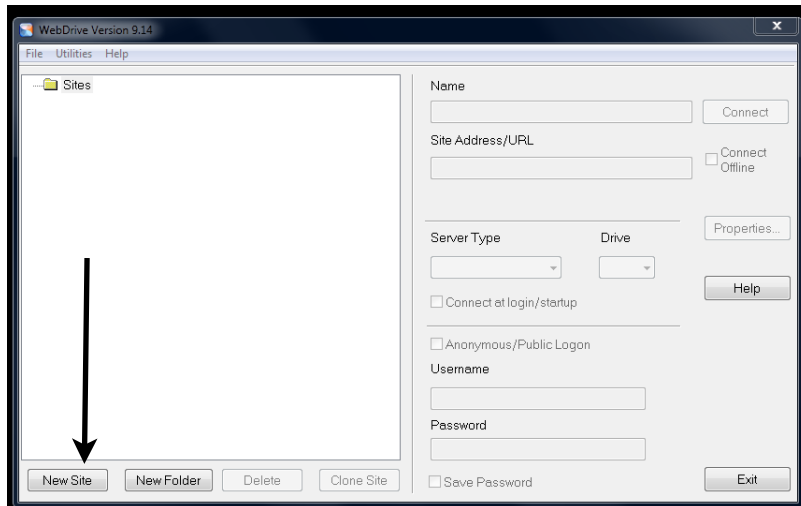 WebDrive Version 9.14
x
File Utilities Help
Sites
Name
Connect
Site Address/URL
Connect
Offline
Properties...
Server Type Drive
Help
Connect at login/startup
Anonymous/Public Logon
Username
Password
New Site New Folder Delete Clone Site
Save Password
Exit